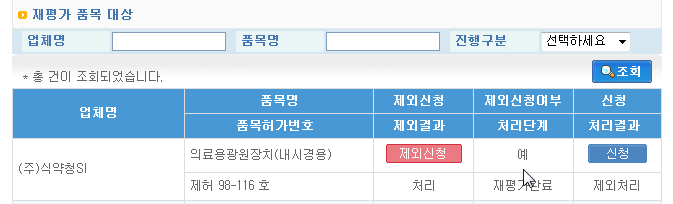 재평가 품목 대상
업체명 품목명 진행구분 선택하세요
* 총 건이 조회되었습니다.
조회
업체명 품목명 제외신청 제외신청여부 신청
품목허가번호 제외결과 처리단계 처리결과
(주)식약청SI
의료용광원장치(내시경용) 제외신청 예 신청
제허 98-116 호 처리 재평가완료 제외처리